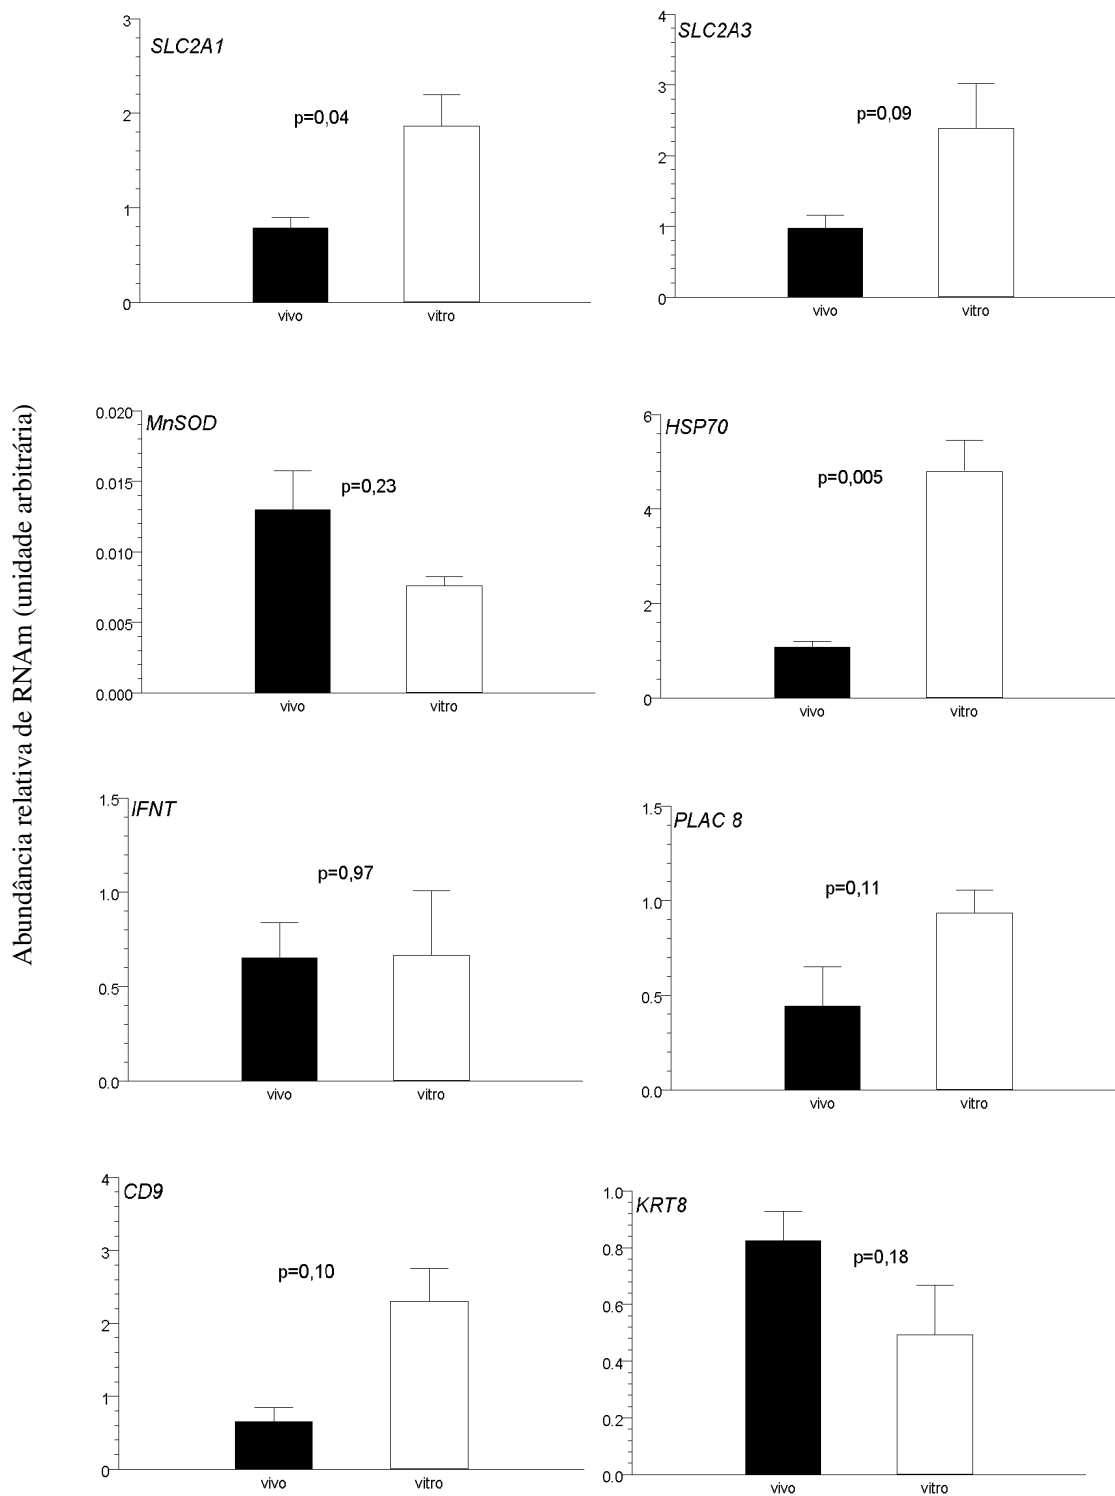 Abundância relativa de RNAm (unidade arbitrária)
SLC2A1
3
2
1
0
p=0,04
vivo
vitro
SLC2A3
4
3
2
1
0
p=0,09
vivo
vitro
MnSOD
0.020
0.015
0.010
0.005
0.000
p=0,23
vivo
vitro
HSP70
6
4
2
0
p=0,005
vivo
vitro
IFNT
1.5
1.0
0.5
0.0
p=0,97
vivo
vitro
PLAC 8
1.5
1.0
0.5
0.0
p=0,11
vivo
vitro
CD9
4
3
2
1
0
p=0,10
vivo
vitro
KRT8
1.0
0.8
0.6
0.4
0.2
0.0
p=0,18
vivo
vitro